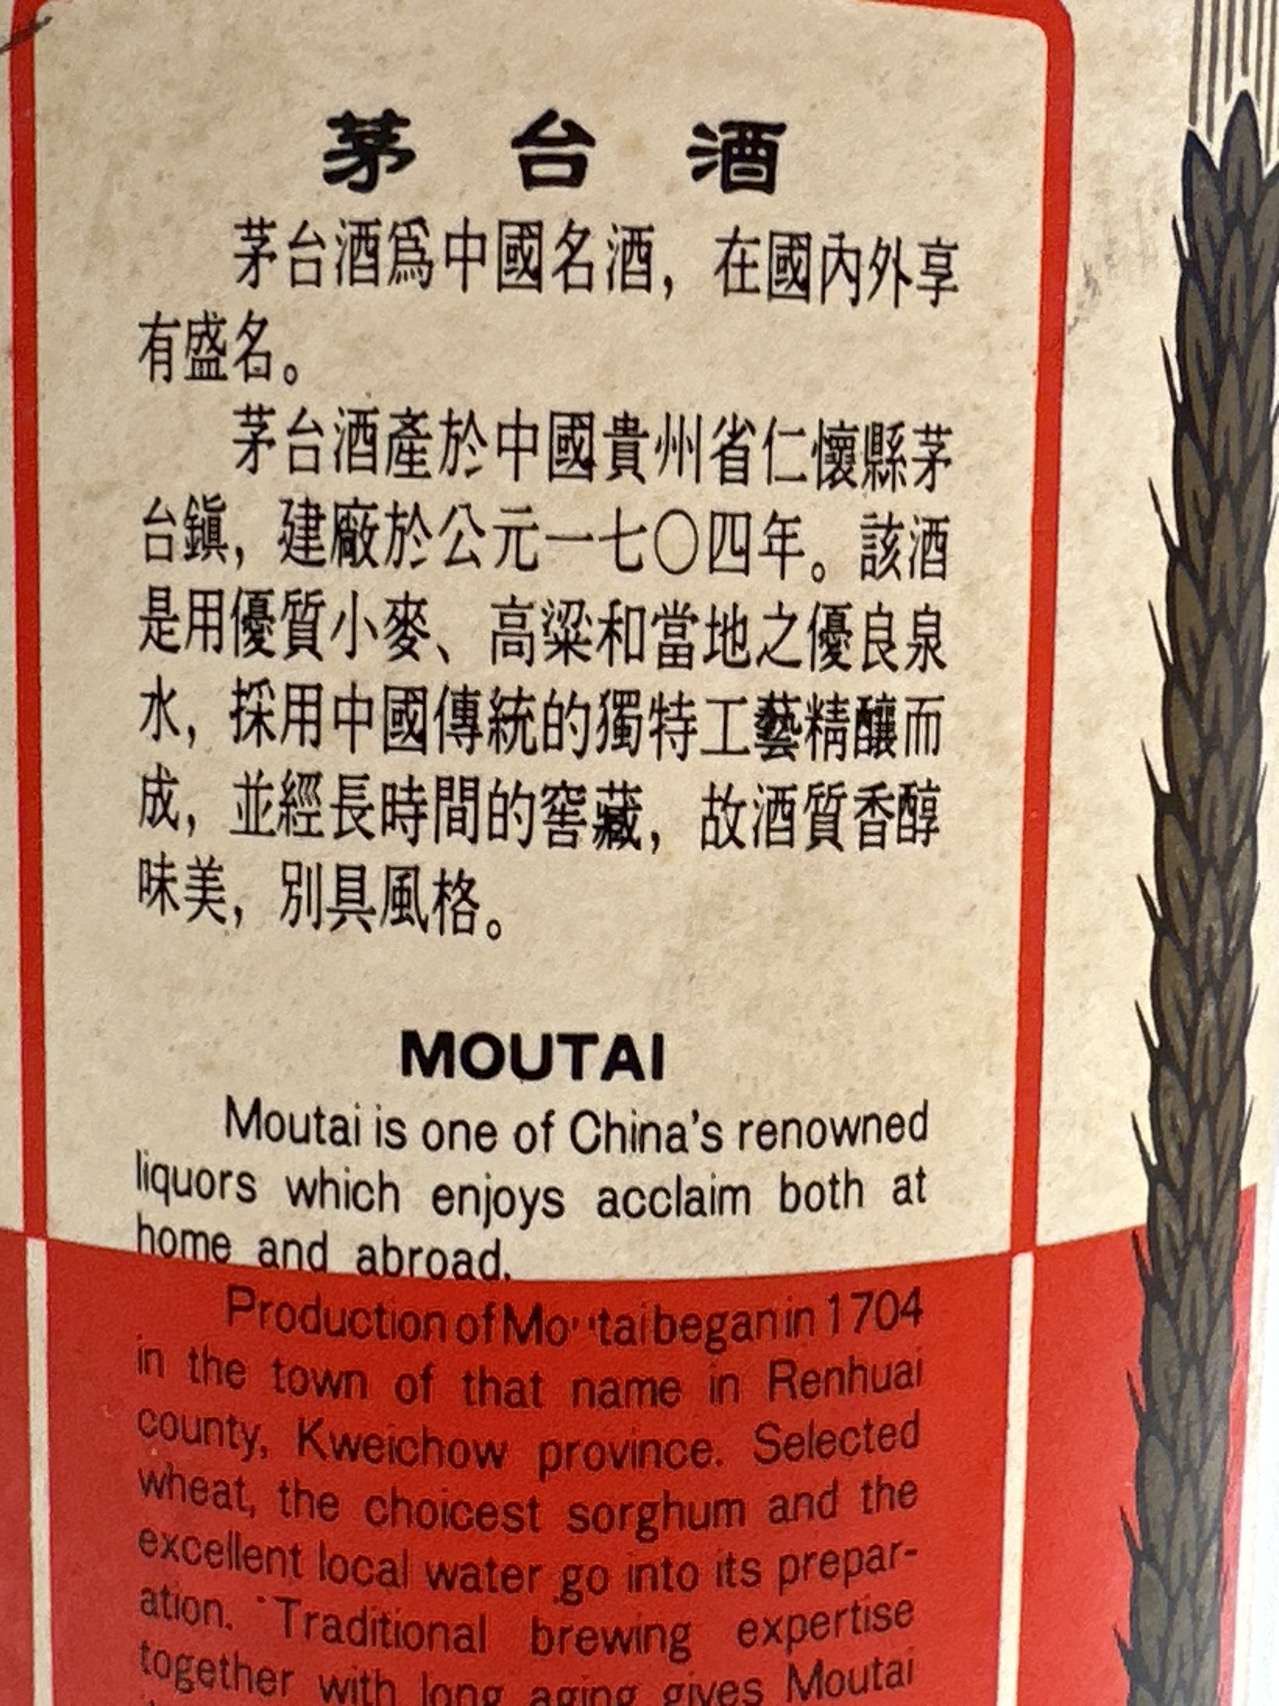 茅台酒
茅台酒爲中國名酒，在國內外享
有盛名。
茅台酒產於中國貴州省仁懷縣茅
台鎭，建廠於公元一七〇四年。該酒
是用優質小麥、高粱和當地之優良泉
水，採用中國傳統的獨特工藝精釀而
成，並經長時間的窖藏，故酒質香醇
味美，別具風格。
MOUTAI
Moutai is one of China's renowned
liquors which enjoys acclaim both at
home and abroad.
Production of Moutai began in 1704
in the town of that name in Renhuai
county, Kweichow province. Selected
wheat, the choicest sorghum and the
excellent local water go into its prepar-
ation. Traditional brewing expertise
together with long aging gives Moutai